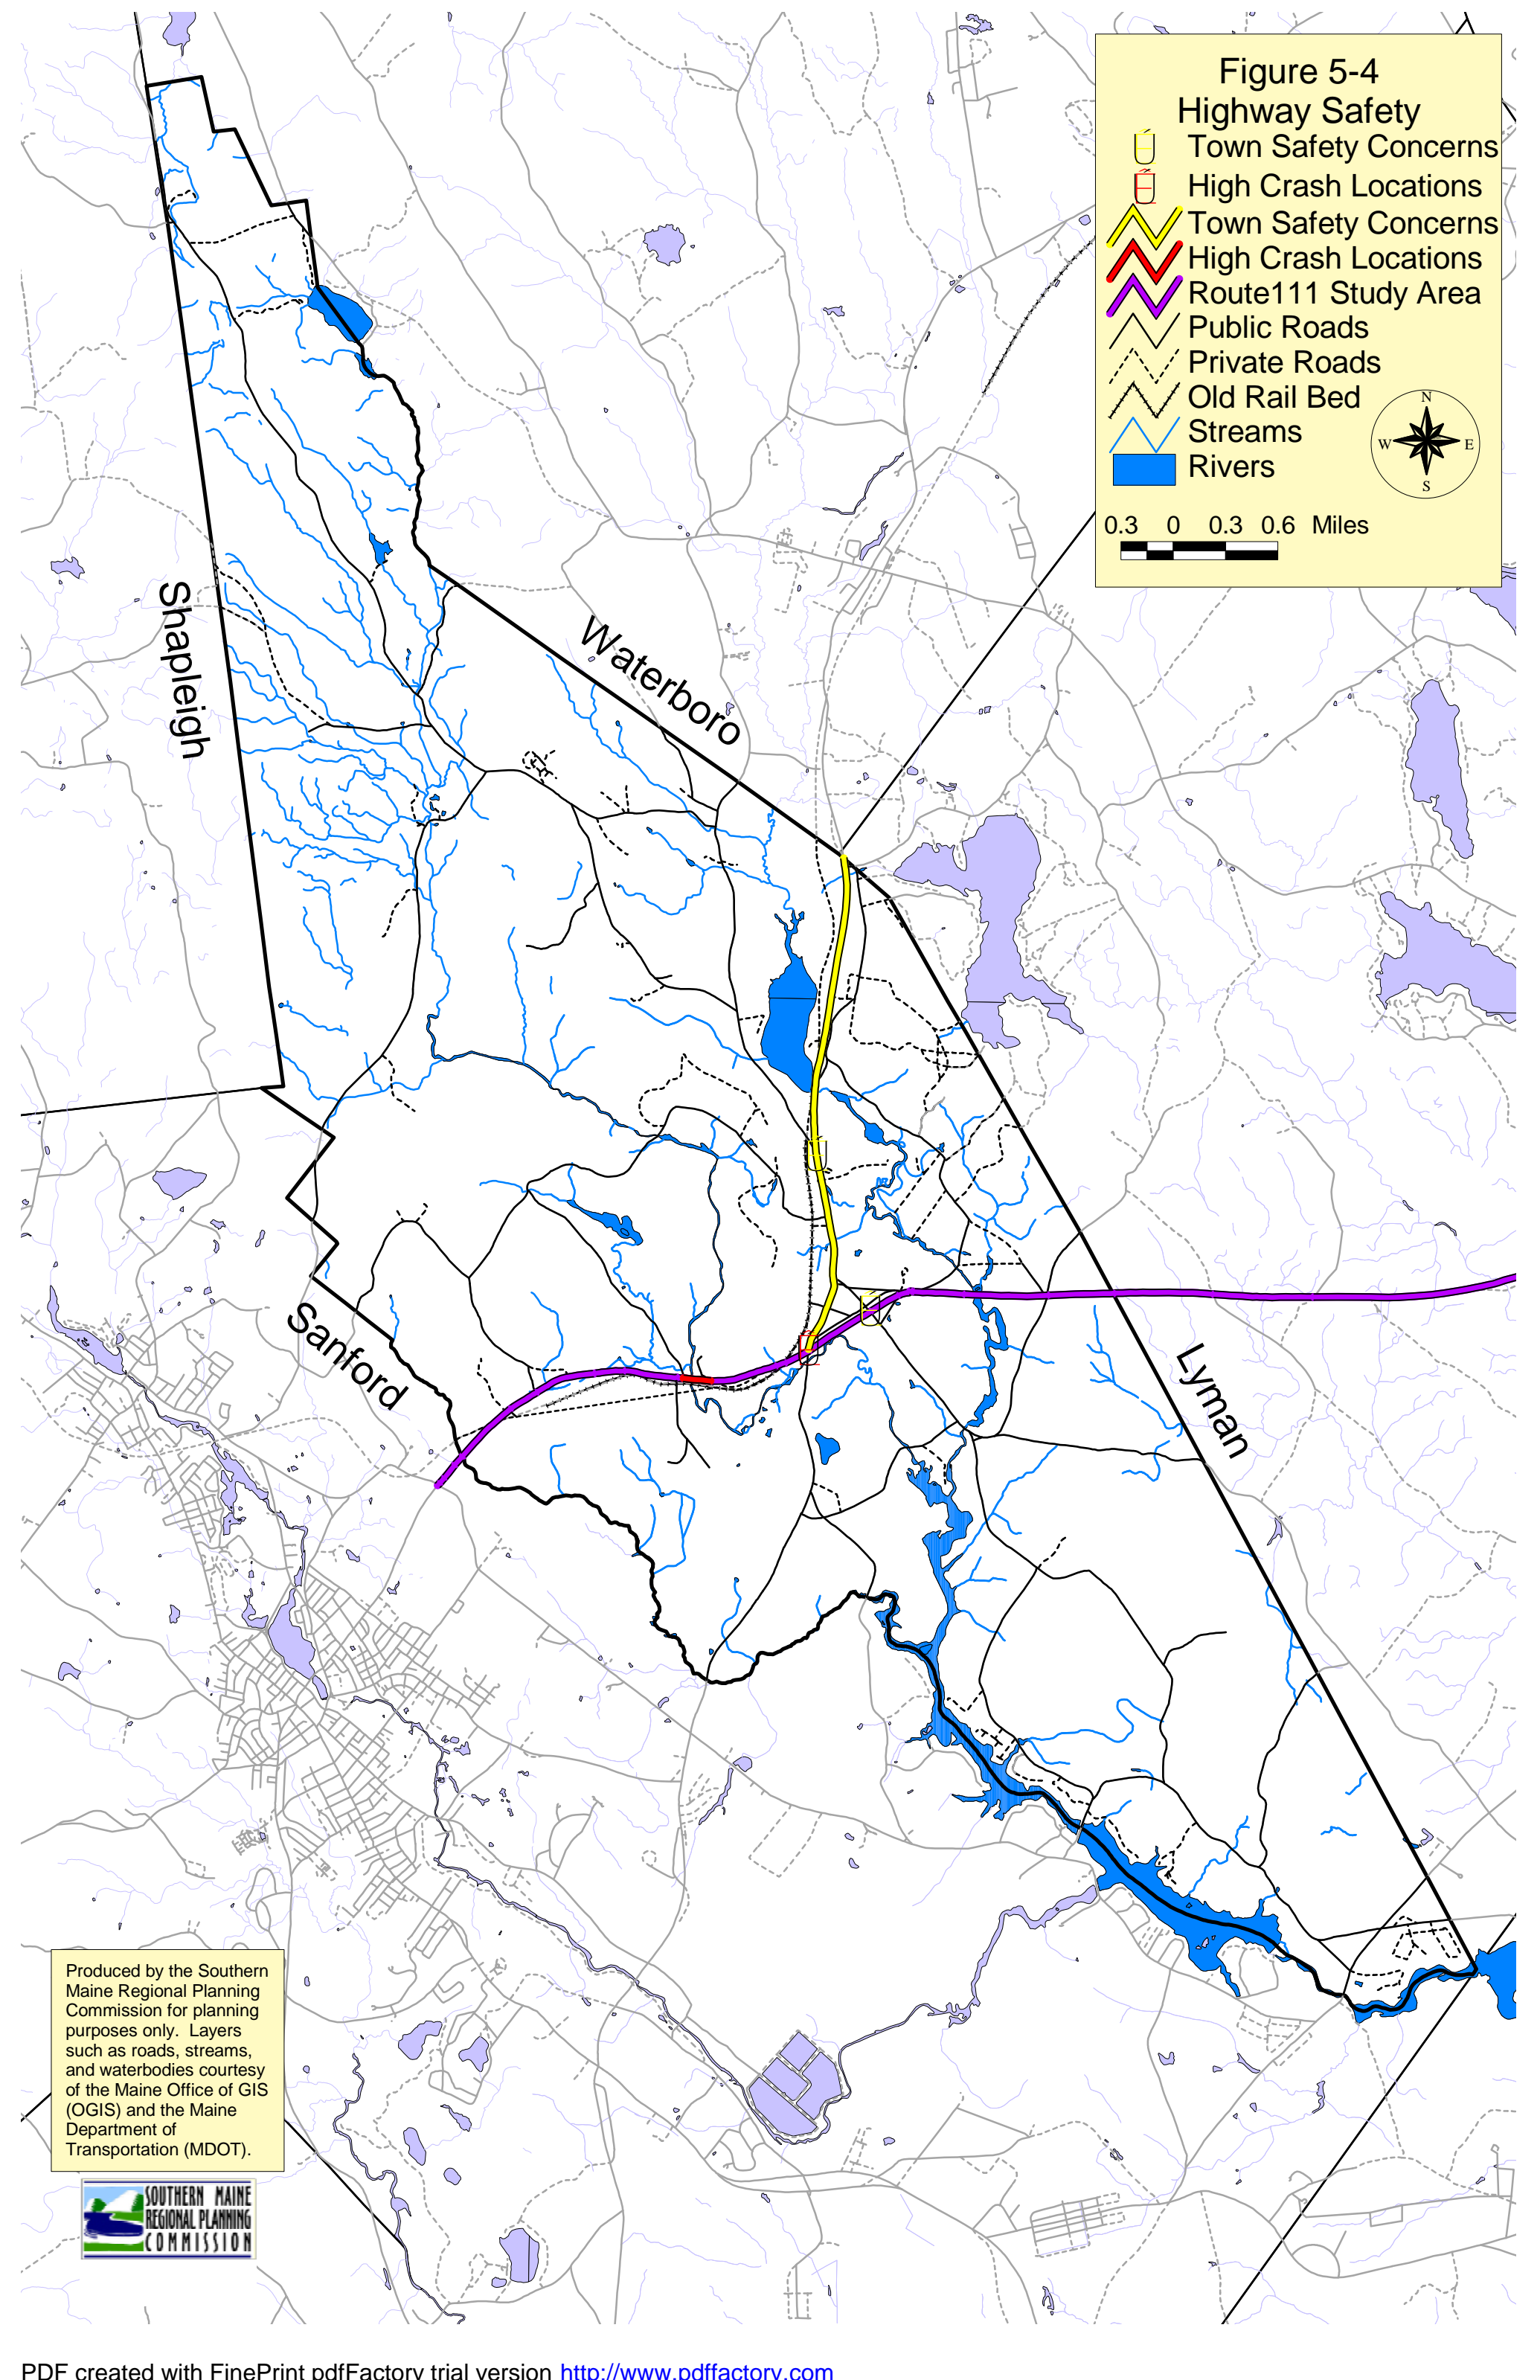 Figure 5-4
Highway Safety
Town Safety Concerns
High Crash Locations
Town Safety Concerns
High Crash Locations
Route111 Study Area
Public Roads
Private Roads
Old Rail Bed
Streams
Rivers
N
W
E
S
0.3 0 0.3 0.6 Miles
Shapleigh
Waterboro
Sanford
Lyman
Produced by the Southern
Maine Regional Planning
Commission for planning
purposes only. Layers
such as roads, streams,
and waterbodies courtesy
of the Maine Office of GIS
(OGIS) and the Maine
Department of
Transportation (MDOT).
SOUTHERN MAINE
REGIONAL PLANNING
COMMISSION
PDF created with FinePrint pdfFactory trial version http://www.pdffactory.com